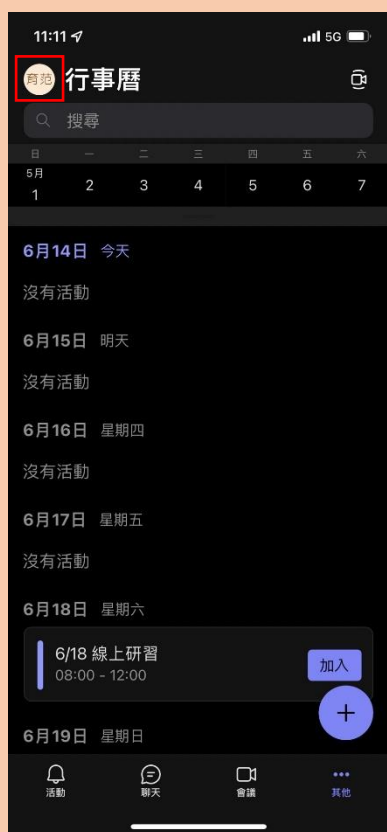 11:11 5G
育范 行事曆
搜尋
日 一 二 三 四 五 六
5月
1 2 3 4 5 6 7
6月14日 今天
沒有活動
6月15日 明天
沒有活動
6月16日 星期四
沒有活動
6月17日 星期五
沒有活動
6月18日 星期六
6/18 線上研習
08:00 - 12:00
加入
6月19日 星期日
活動 聊天 會議 其他